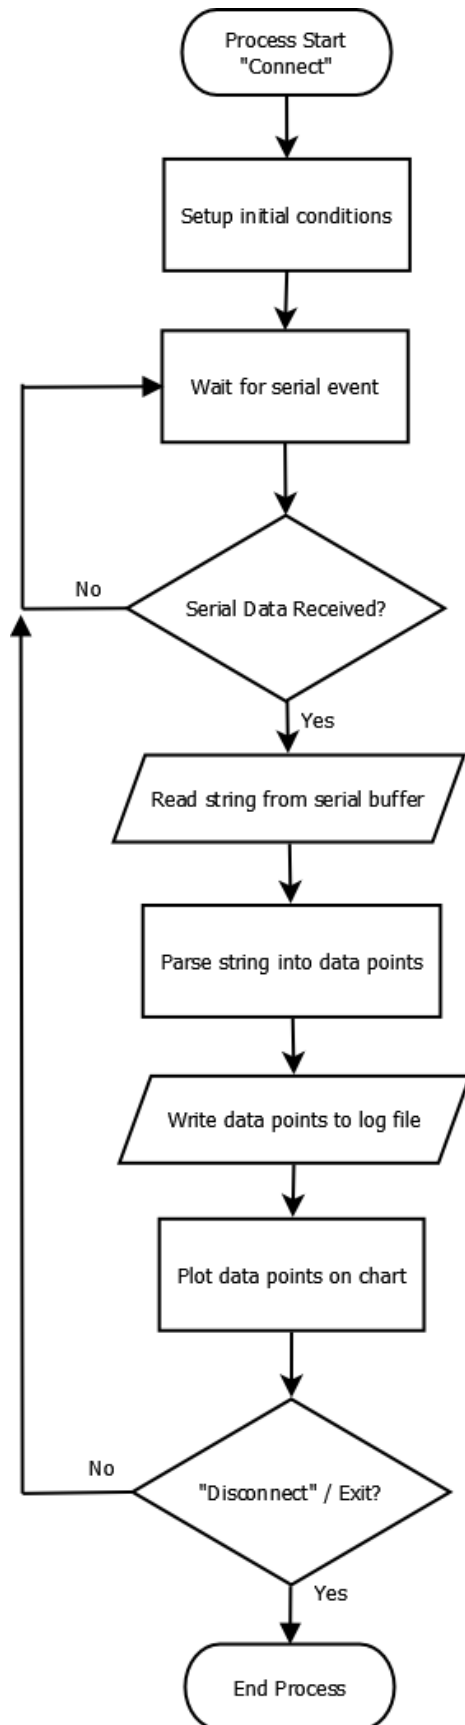 Process Start
"Connect"
Setup initial conditions
Wait for serial event
No
Serial Data Received?
Yes
Read string from serial buffer
Parse string into data points
Write data points to log file
Plot data points on chart
No
"Disconnect" / Exit?
Yes
End Process